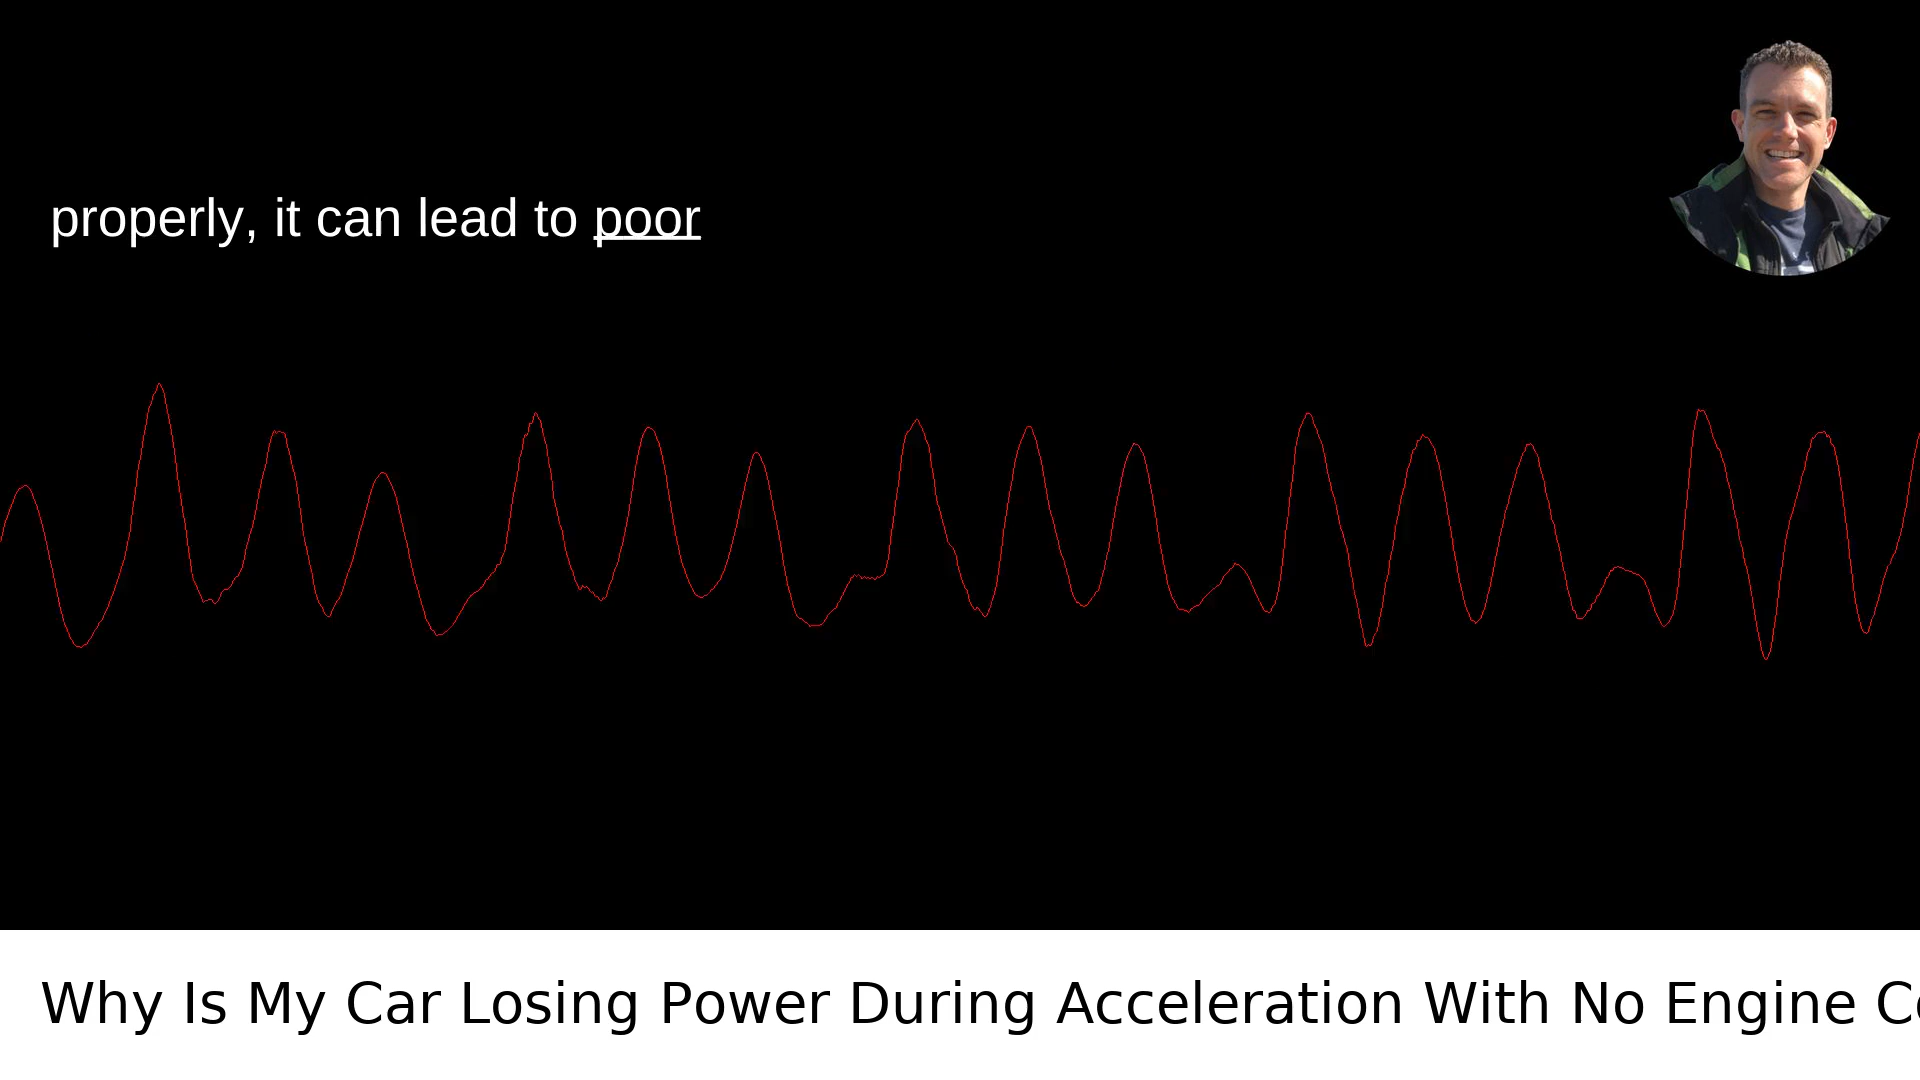 properly, it can lead to poor
Why Is My Car Losing Power During Acceleration With No Engine